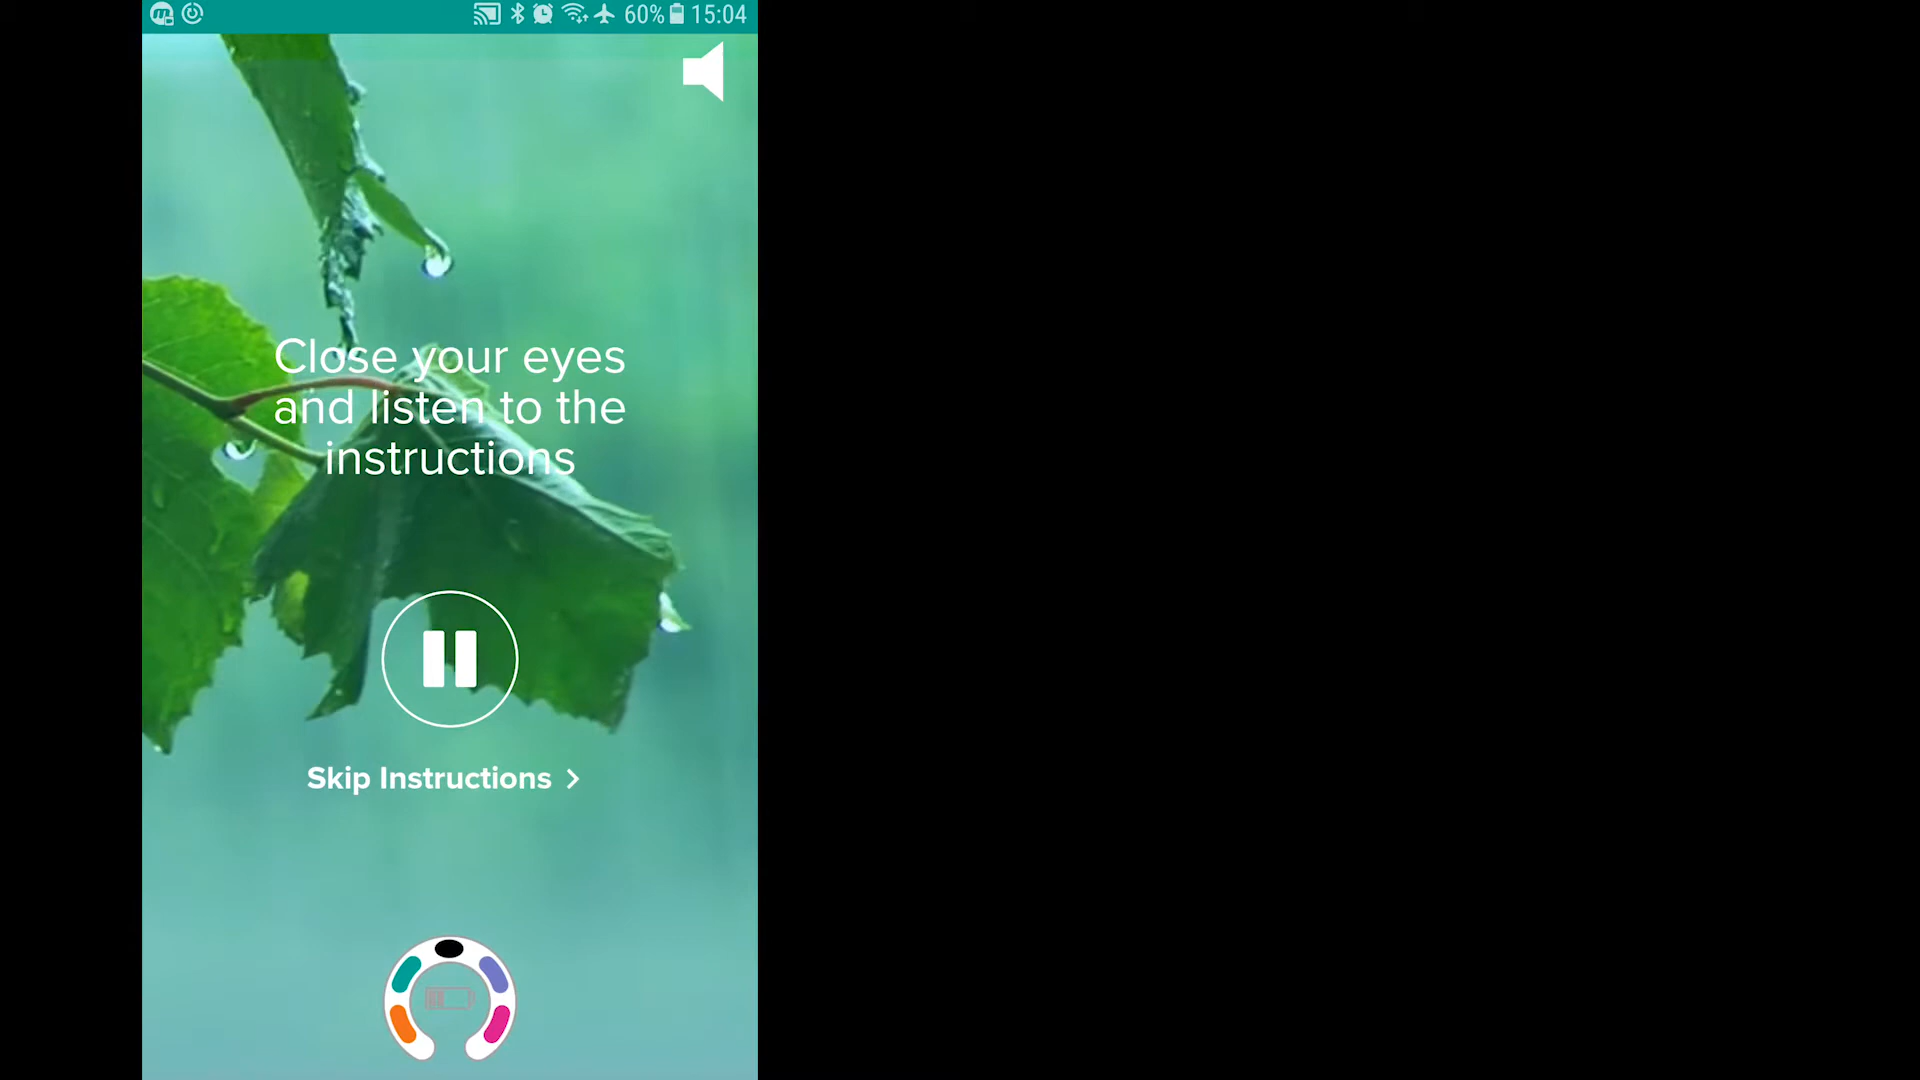 60% 15:04
Close your eyes
and listen to the
instructions
Skip Instructions